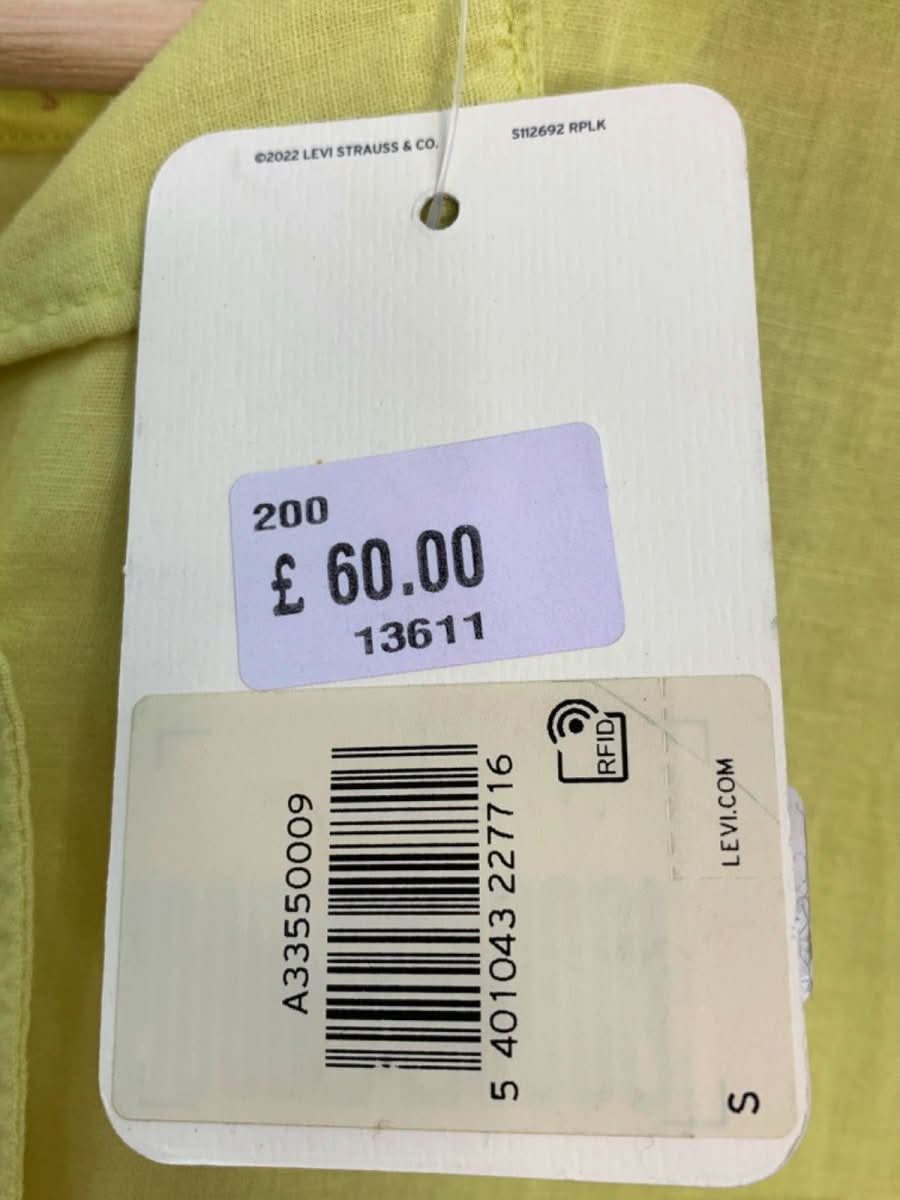 ©2022 LEVI STRAUSS & CO.
S112692 RPLK
200
£ 60.00
13611
A33550009
5 401043 227716
RFID
LEVI.COM
S